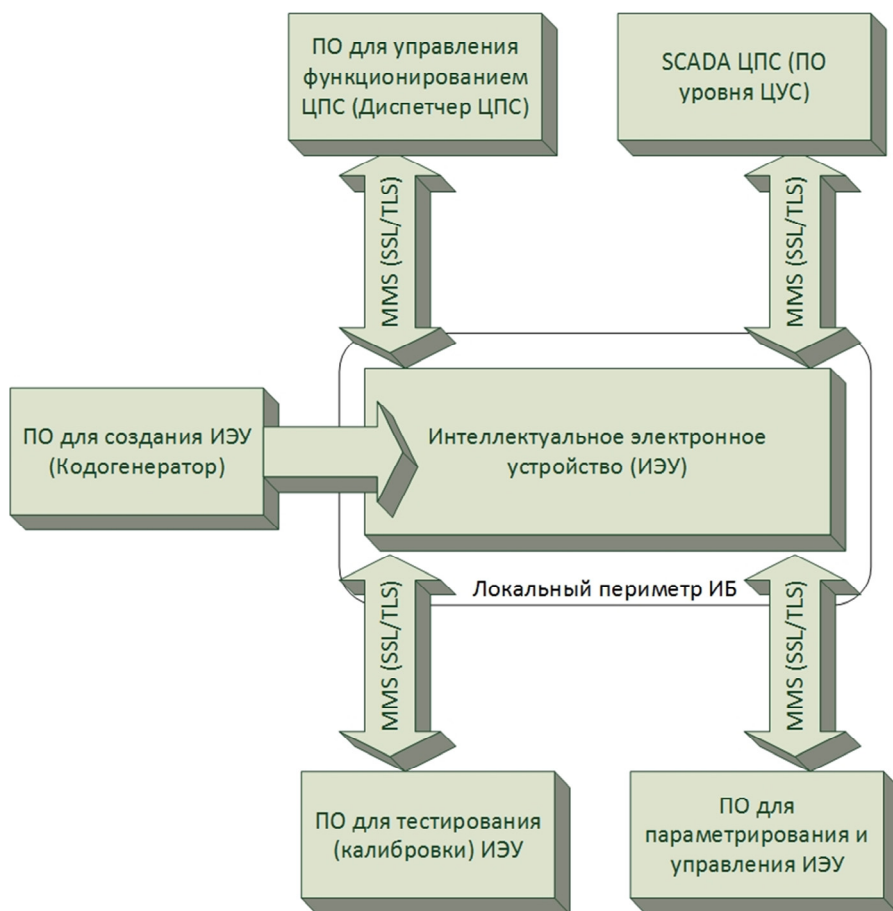 ПО для управления
функционированием
ЦПС (Диспетчер ЦПС)
SCADA ЦПС (ПО
уровня ЦУС)
MMS (SSL/TLS)
MMS (SSL/TLS)
ПО для создания ИЭУ
(Кодогенератор)
Интеллектуальное электронное
устройство (ИЭУ)
Локальный периметр ИБ
MMS (SSL/TLS)
MMS (SSL/TLS)
ПО для тестирования
(калибровки) ИЭУ
ПО для
параметрирования и
управления ИЭУ